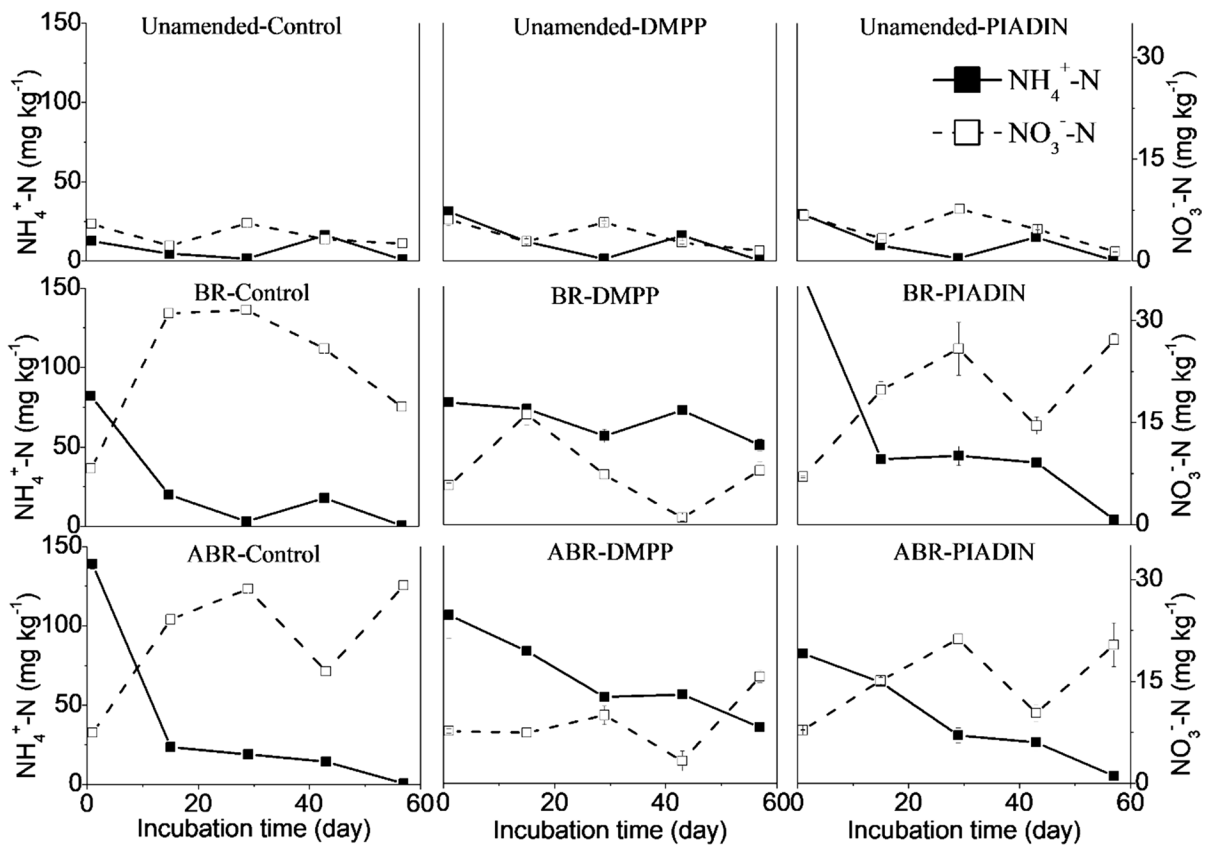 Unamended-Control
Unamended-DMPP
Unamended-PIADIN
150
100
50
0
NH₄⁺-N (mg kg⁻¹)
NH₄⁺-N
NO₃⁻-N
30
15
0
NO₃⁻-N (mg kg⁻¹)
BR-Control
BR-DMPP
BR-PIADIN
150
100
50
0
NH₄⁺-N (mg kg⁻¹)
30
15
0
NO₃⁻-N (mg kg⁻¹)
ABR-Control
ABR-DMPP
ABR-PIADIN
150
100
50
0
NH₄⁺-N (mg kg⁻¹)
30
15
0
NO₃⁻-N (mg kg⁻¹)
0 20 40 600 20 40 60 20 40 60
Incubation time (day) Incubation time (day) Incubation time (day)